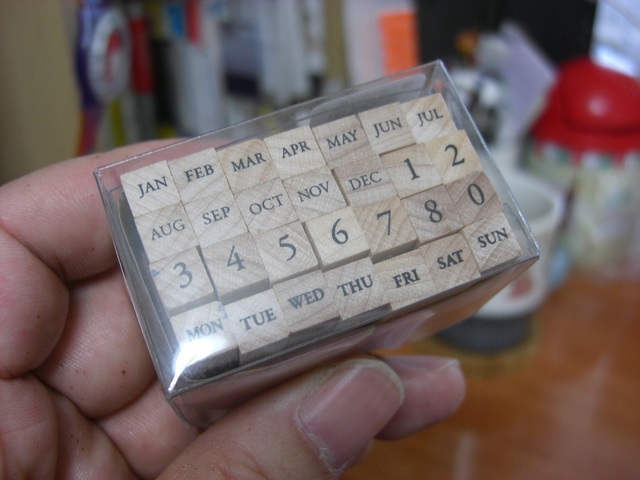 JAN FEB MAR APR MAY JUN JUL
AUG SEP OCT NOV DEC 1 2
3 4 5 6 7 8 0
MON TUE WED THU FRI SAT SUN